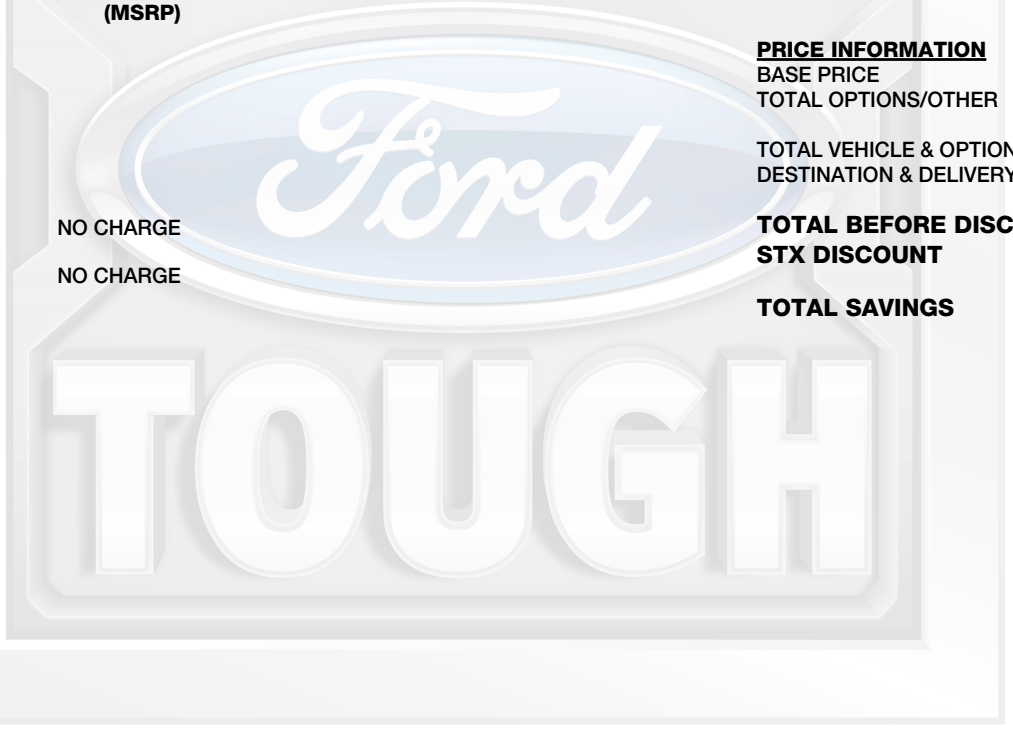 (MSRP)
PRICE INFORMATION
BASE PRICE
TOTAL OPTIONS/OTHER
TOTAL VEHICLE & OPTION
DESTINATION & DELIVERY
NO CHARGE
NO CHARGE
TOTAL BEFORE DISC
STX DISCOUNT
TOTAL SAVINGS
Ford
TOUGH